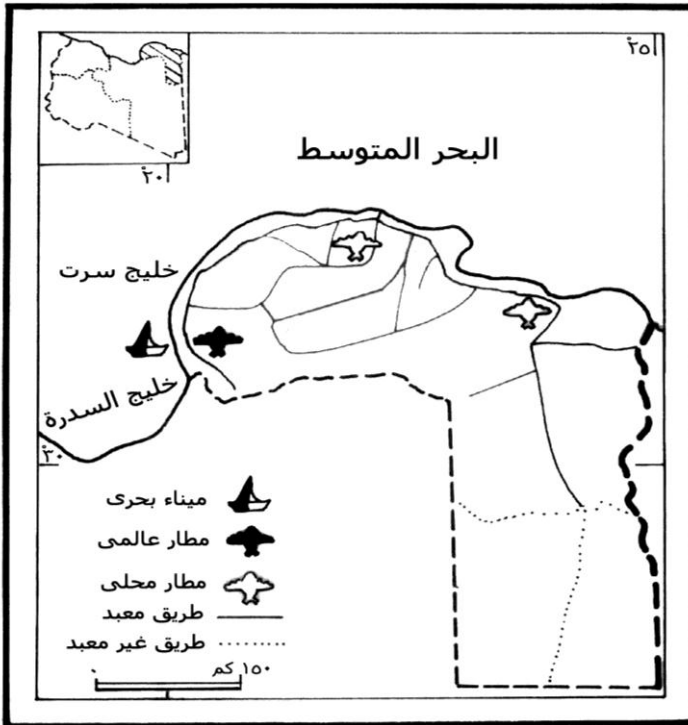 ٢٥°
٢٠°
البحر المتوسط
خليج سرت
خليج السدرة
٣٠°
ميناء بحرى
مطار عالمى
مطار محلى
طريق معبد
طريق غير معبد
٠ ١٥٠ كم